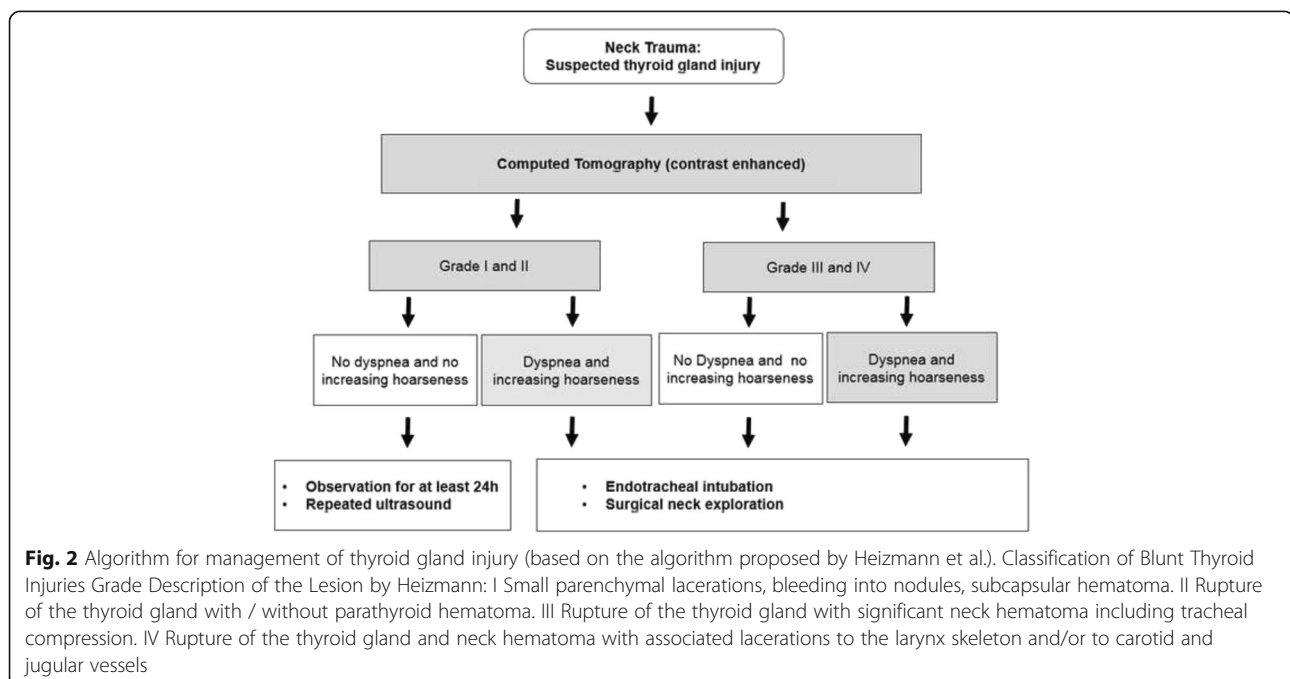 Neck Trauma:
Suspected thyroid gland injury
Computed Tomography (contrast enhanced)
Grade I and II
Grade III and IV
No dyspnea and no
increasing hoarseness
Dyspnea and
increasing hoarseness
No Dyspnea and no
increasing hoarseness
Dyspnea and
increasing hoarseness
• Observation for at least 24h
• Repeated ultrasound
• Endotracheal intubation
• Surgical neck exploration
Fig. 2 Algorithm for management of thyroid gland injury (based on the algorithm proposed by Heizmann et al.). Classification of Blunt Thyroid
Injuries Grade Description of the Lesion by Heizmann: I Small parenchymal lacerations, bleeding into nodules, subcapsular hematoma. II Rupture
of the thyroid gland with / without parathyroid hematoma. III Rupture of the thyroid gland with significant neck hematoma including tracheal
compression. IV Rupture of the thyroid gland and neck hematoma with associated lacerations to the larynx skeleton and/or to carotid and
jugular vessels